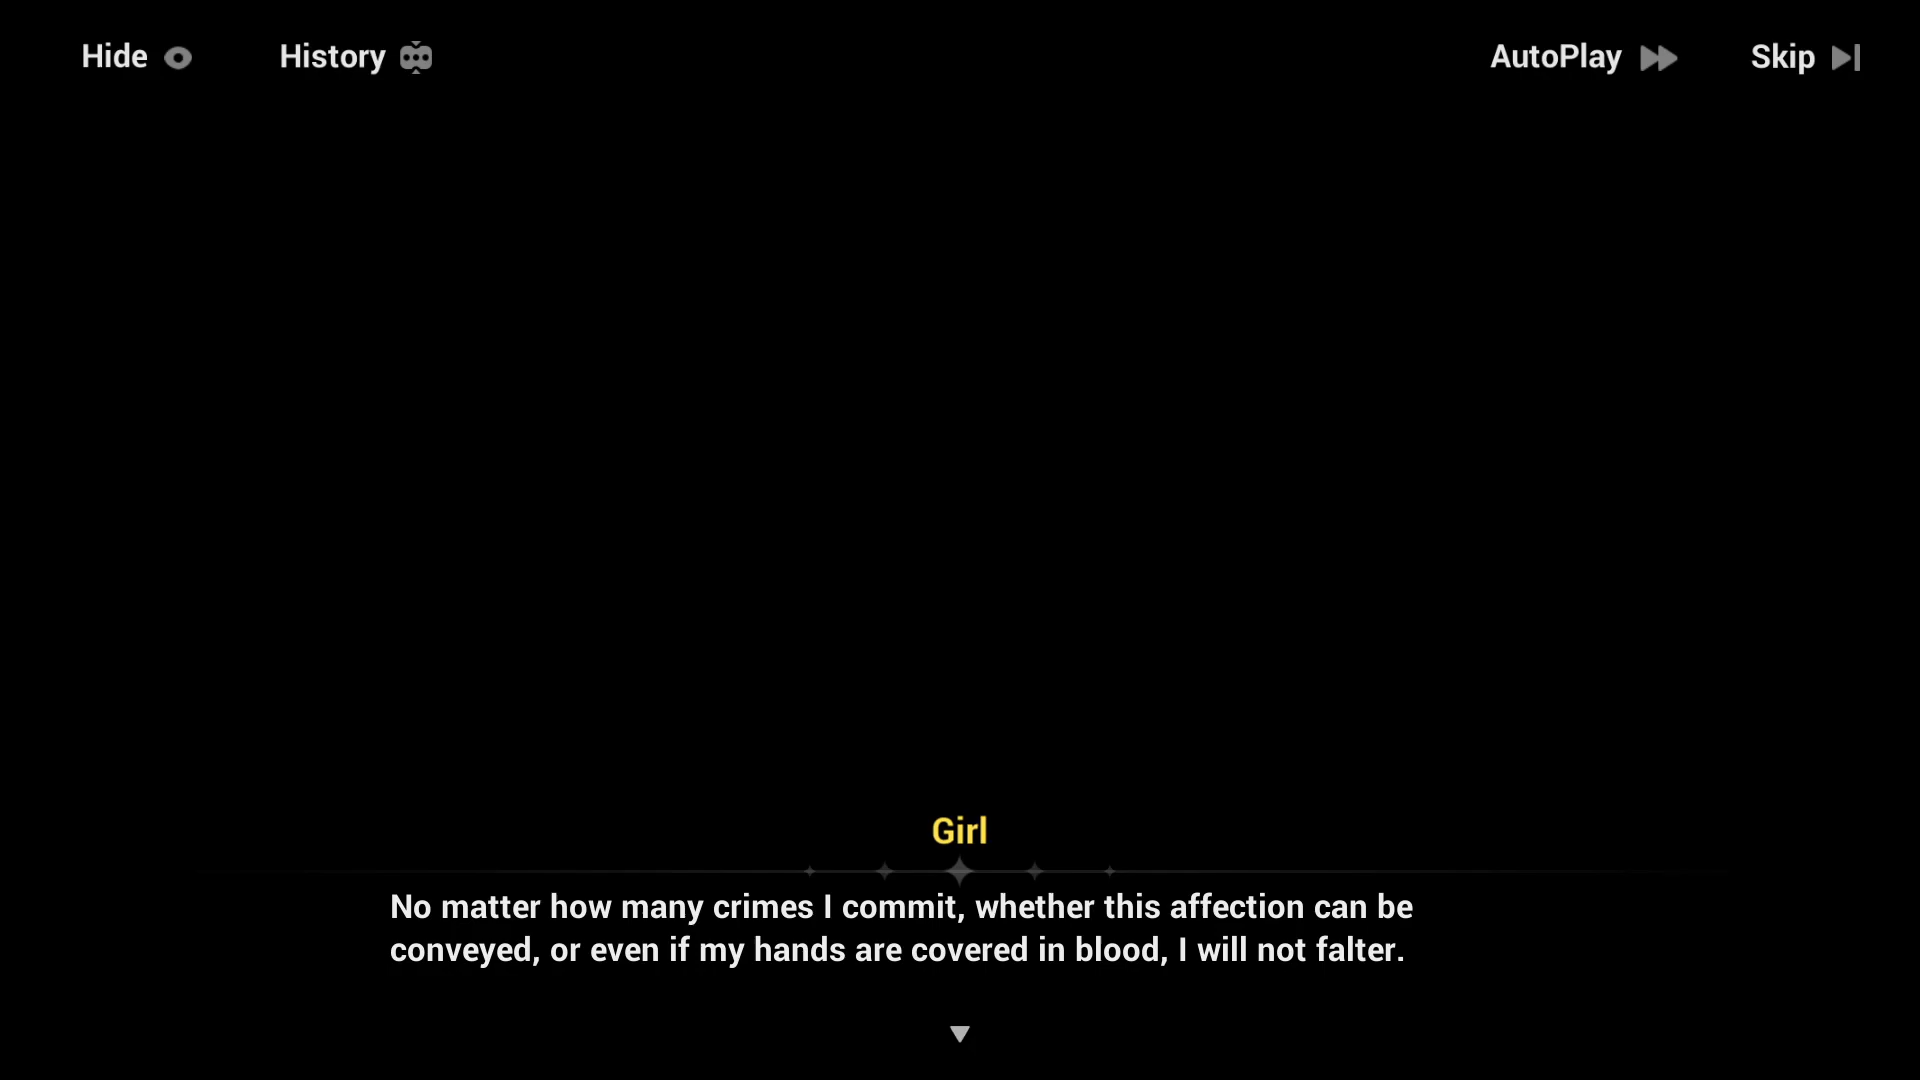 Hide
History
AutoPlay
Skip
Girl
No matter how many crimes I commit, whether this affection can be
conveyed, or even if my hands are covered in blood, I will not falter.